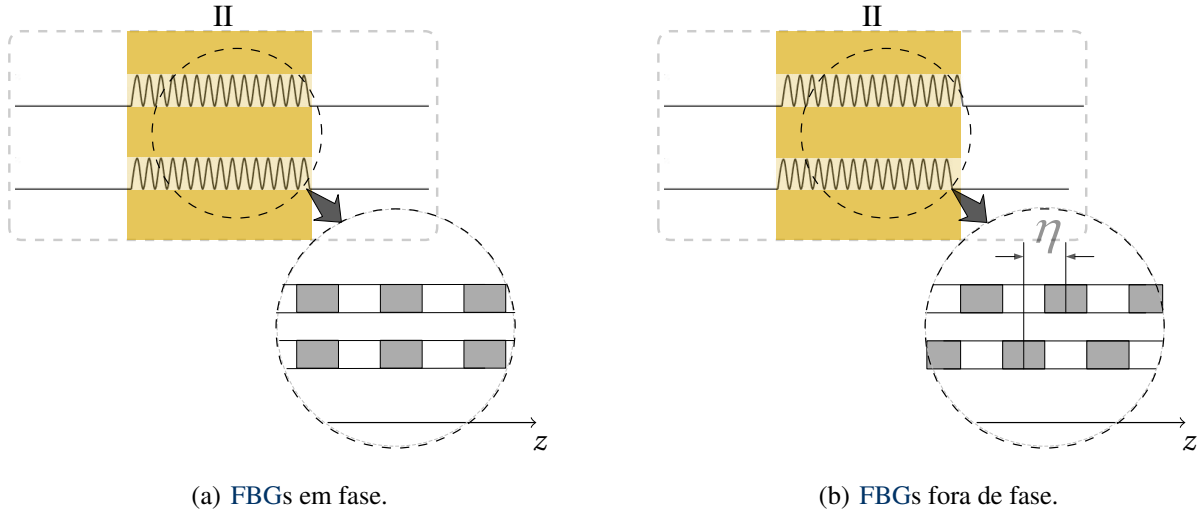 II
II
η
z
z
(a) FBGs em fase.
(b) FBGs fora de fase.